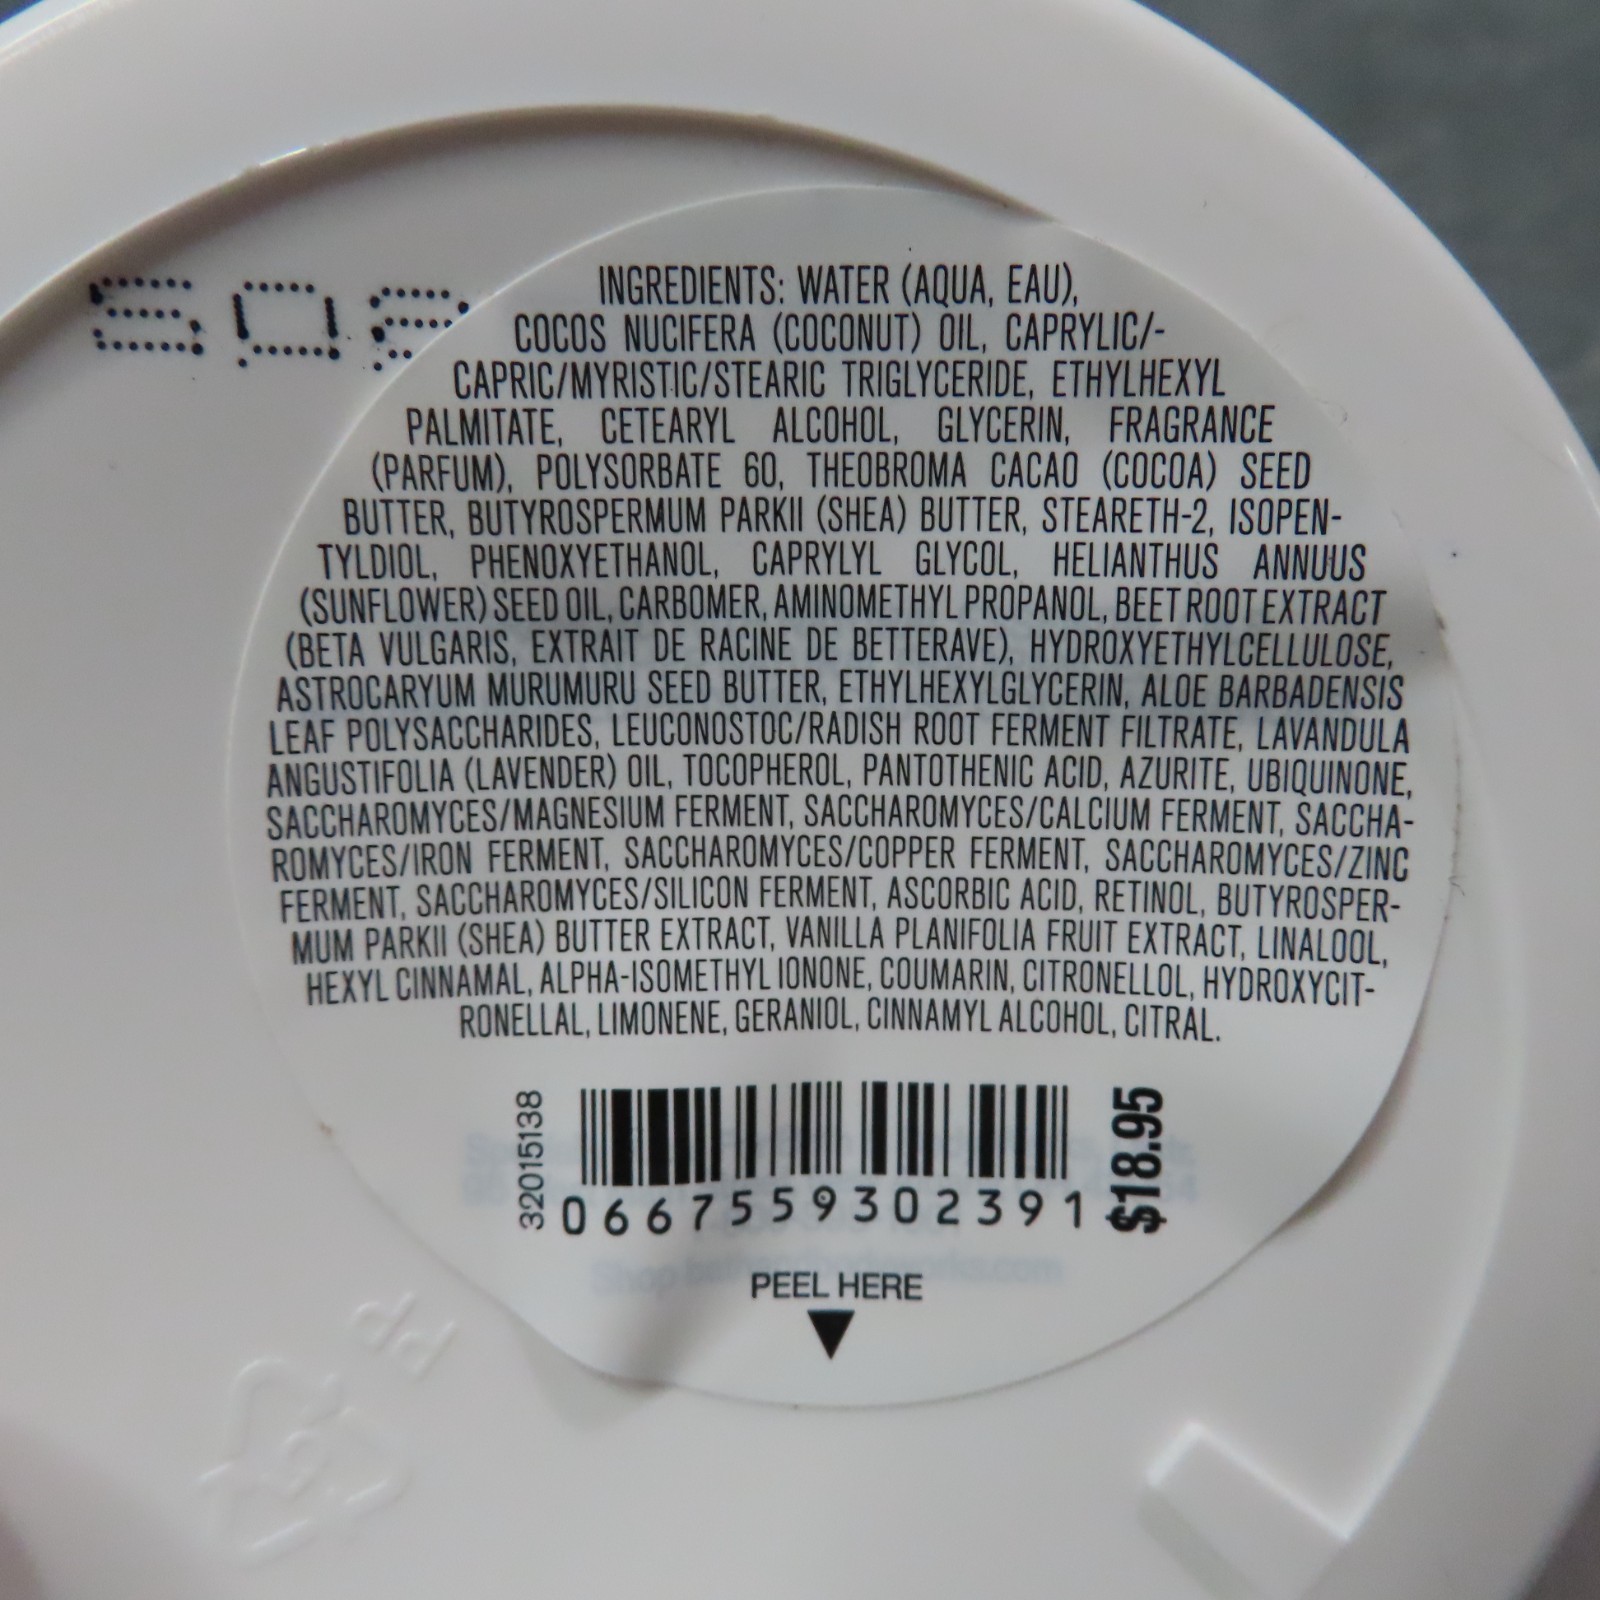 INGREDIENTS: WATER (AQUA, EAU),
COCOS NUCIFERA (COCONUT) OIL, CAPRYLIC/-
CAPRIC/MYRISTIC/STEARIC TRIGLYCERIDE, ETHYLHEXYL
PALMITATE, CETEARYL ALCOHOL, GLYCERIN, FRAGRANCE
(PARFUM), POLYSORBATE 60, THEOBROMA CACAO (COCOA) SEED
BUTTER, BUTYROSPERMUM PARKII (SHEA) BUTTER, STEARETH-2, ISOPEN-
TYLDIOL, PHENOXYETHANOL, CAPRYLYL GLYCOL, HELIANTHUS ANNUUS
(SUNFLOWER) SEED OIL, CARBOMER, AMINOMETHYL PROPANOL, BEET ROOT EXTRACT
(BETA VULGARIS, EXTRAIT DE RACINE DE BETTERAVE), HYDROXYETHYLCELLULOSE,
ASTROCARYUM MURUMURU SEED BUTTER, ETHYLHEXYLGLYCERIN, ALOE BARBADENSIS
LEAF POLYSACCHARIDES, LEUCONOSTOC/RADISH ROOT FERMENT FILTRATE, LAVANDULA
ANGUSTIFOLIA (LAVENDER) OIL, TOCOPHEROL, PANTOTHENIC ACID, AZURITE, UBIQUINONE,
SACCHAROMYCES/MAGNESIUM FERMENT, SACCHAROMYCES/CALCIUM FERMENT, SACCHA-
ROMYCES/IRON FERMENT, SACCHAROMYCES/COPPER FERMENT, SACCHAROMYCES/ZINC
FERMENT, SACCHAROMYCES/SILICON FERMENT, ASCORBIC ACID, RETINOL, BUTYROSPER-
MUM PARKII (SHEA) BUTTER EXTRACT, VANILLA PLANIFOLIA FRUIT EXTRACT, LINALOOL,
HEXYL CINNAMAL, ALPHA-ISOMETHYL IONONE, COUMARIN, CITRONELLOL, HYDROXYCIT-
RONELLAL, LIMONENE, GERANIOL, CINNAMYL ALCOHOL, CITRAL.
32015138
0667559302391
$18.95
PEEL HERE
PP